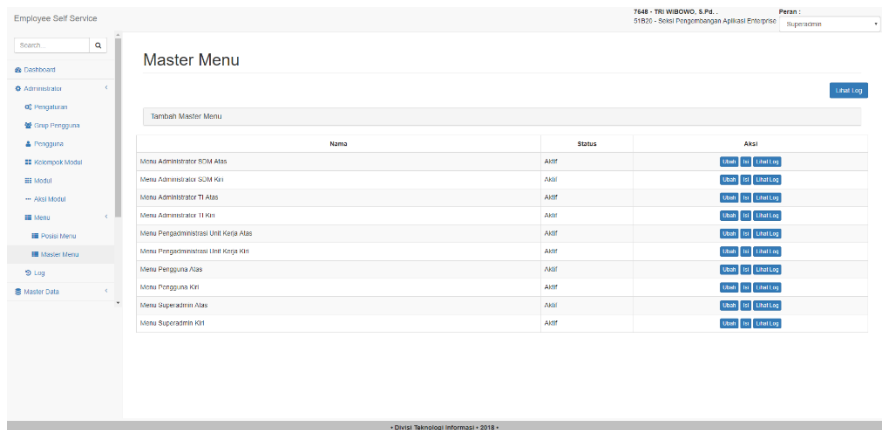 Employee Self Service
7648 - TRI WIBOWO, S.Pd. .
Peran :
51B20 - Seksi Pengembangan Aplikasi Enterprise
Superadmin
Search...
Dashboard
Administrator
Pengaturan
Grup Pengguna
Pengguna
Kelompok Modul
Modul
Aksi Modul
Menu
Posisi Menu
Master Menu
Log
Master Data
Master Menu
Lihat Log
Tambah Master Menu
Nama Status Aksi
Menu Administrator SDM Atas Aktif Ubah Isi Lihat Log
Menu Administrator SDM Kiri Aktif Ubah Isi Lihat Log
Menu Administrator TI Atas Aktif Ubah Isi Lihat Log
Menu Administrator TI Kiri Aktif Ubah Isi Lihat Log
Menu Pengadministrasi Unit Kerja Atas Aktif Ubah Isi Lihat Log
Menu Pengadministrasi Unit Kerja Kiri Aktif Ubah Isi Lihat Log
Menu Pengguna Atas Aktif Ubah Isi Lihat Log
Menu Pengguna Kiri Aktif Ubah Isi Lihat Log
Menu Superadmin Atas Aktif Ubah Isi Lihat Log
Menu Superadmin Kiri Aktif Ubah Isi Lihat Log
• Divisi Teknologi Informasi • 2018 •